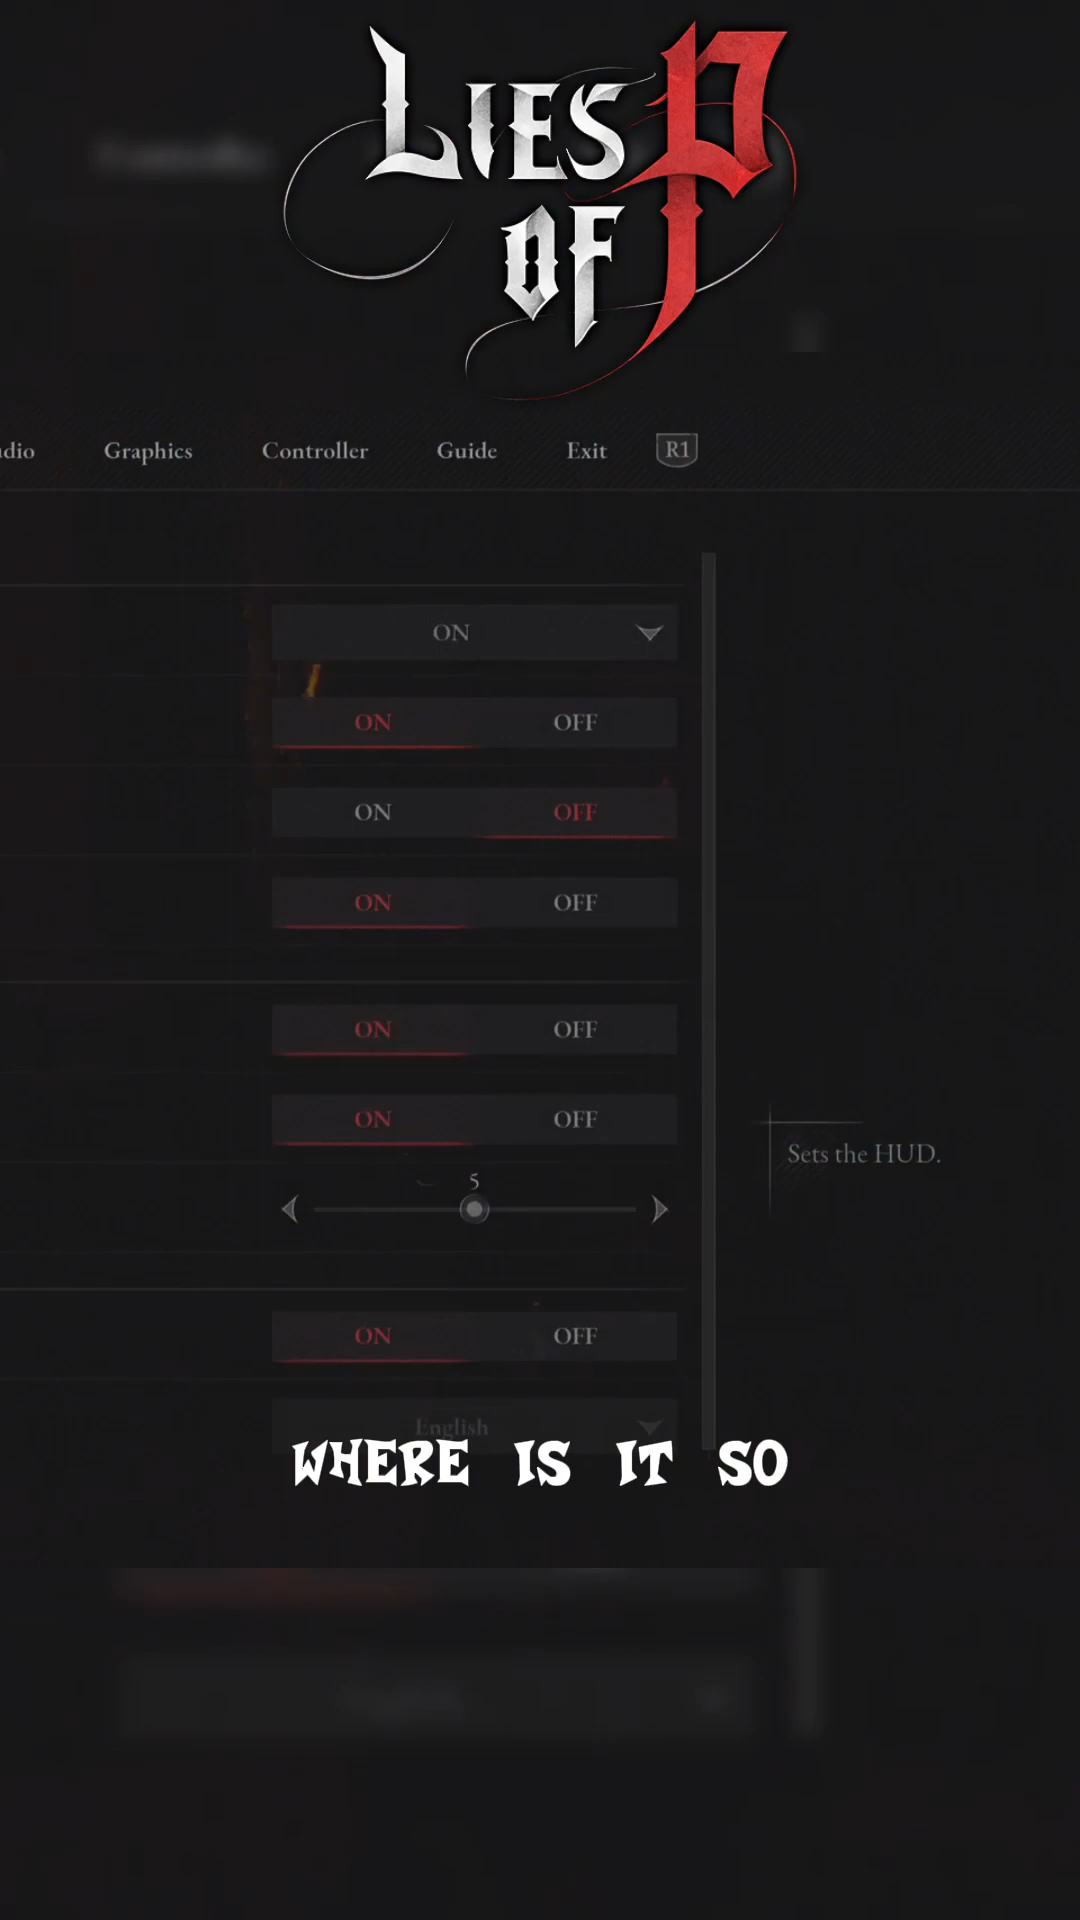 LIES
OF P
dio Graphics Controller Guide Exit R1
ON
ON OFF
ON OFF
ON OFF
ON OFF
ON OFF
5
Sets the HUD.
ON OFF
English
WHERE IS IT SO